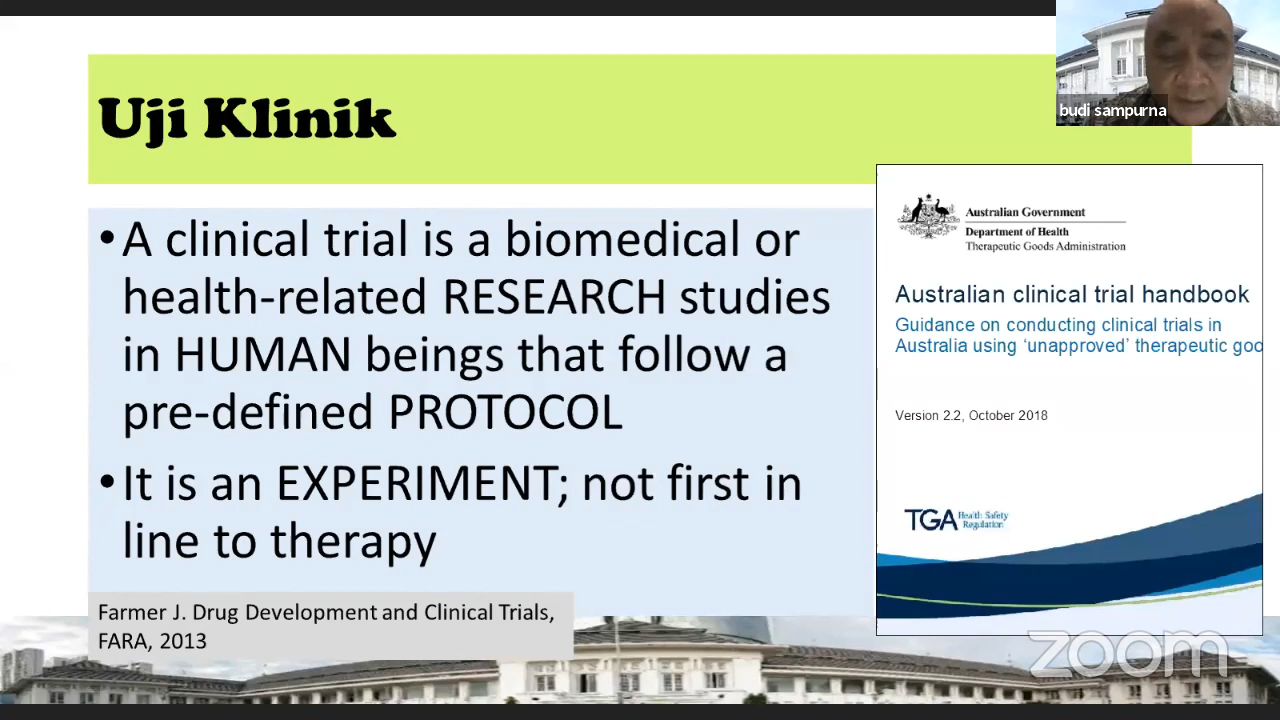 Uji Klinik
budi sampurna
•A clinical trial is a biomedical or
health-related RESEARCH studies
in HUMAN beings that follow a
pre-defined PROTOCOL
•It is an EXPERIMENT; not first in
line to therapy
Farmer J. Drug Development and Clinical Trials,
FARA, 2013
Australian Government
Department of Health
Therapeutic Goods Administration
Australian clinical trial handbook
Guidance on conducting clinical trials in
Australia using ‘unapproved’ therapeutic goo
Version 2.2, October 2018
TGA Health Safety
Regulation
zoom